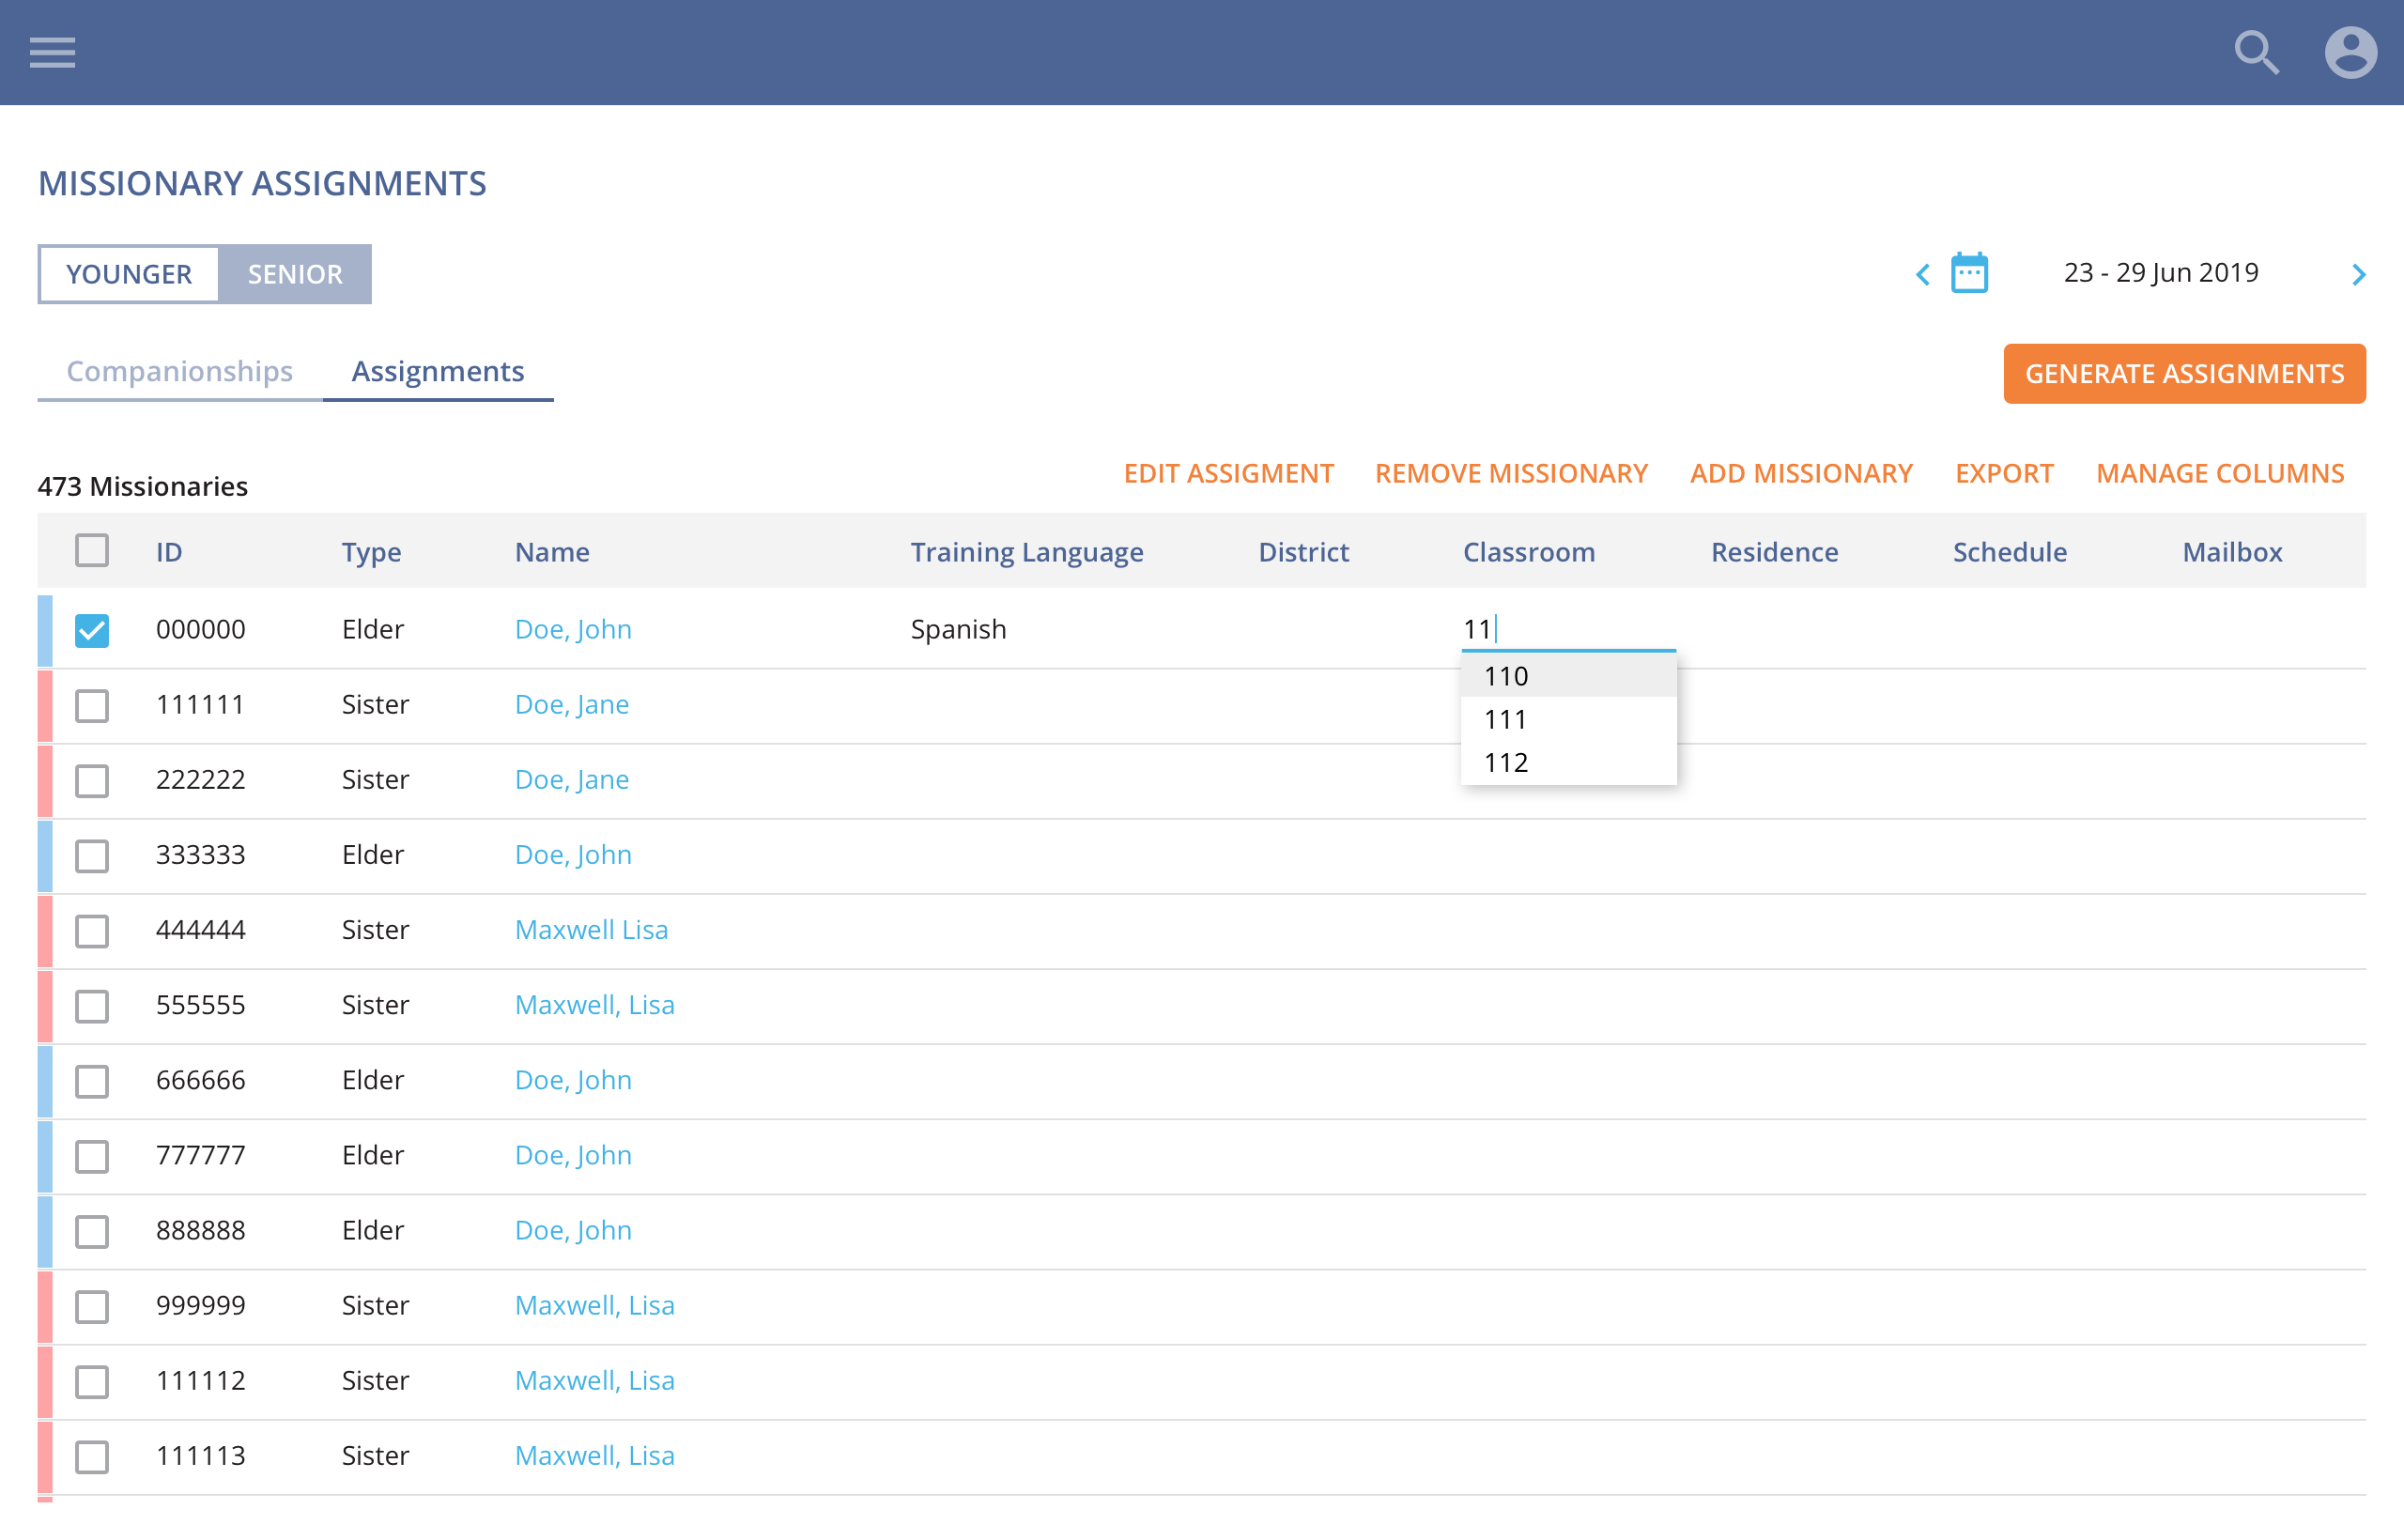 MISSIONARY ASSIGNMENTS
YOUNGER SENIOR
23 - 29 Jun 2019
Companionships Assignments
GENERATE ASSIGNMENTS
473 Missionaries
EDIT ASSIGMENT REMOVE MISSIONARY ADD MISSIONARY EXPORT MANAGE COLUMNS
ID Type Name Training Language District Classroom Residence Schedule Mailbox
000000 Elder Doe, John Spanish 11
110
111111 Sister Doe, Jane
111
112
222222 Sister Doe, Jane
333333 Elder Doe, John
444444 Sister Maxwell Lisa
555555 Sister Maxwell, Lisa
666666 Elder Doe, John
777777 Elder Doe, John
888888 Elder Doe, John
999999 Sister Maxwell, Lisa
111112 Sister Maxwell, Lisa
111113 Sister Maxwell, Lisa